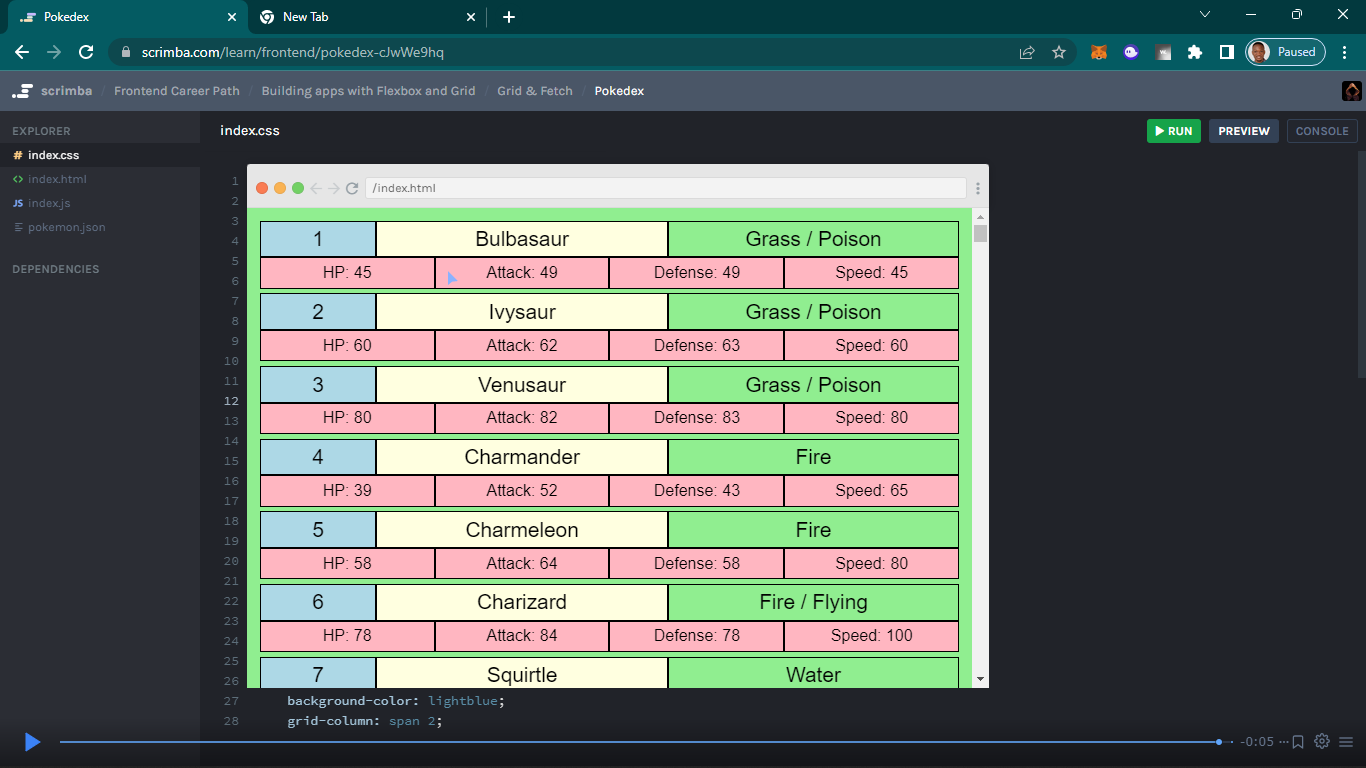 Pokedex
New Tab
scrimba.com/learn/frontend/pokedex-cJwWe9hq
Paused
scrimba / Frontend Career Path / Building apps with Flexbox and Grid / Grid & Fetch / Pokedex
EXPLORER
index.css
RUN
PREVIEW
CONSOLE
# index.css
<> index.html
JS index.js
pokemon.json
DEPENDENCIES
/index.html
1
2
3
4
5
6
7
8
9
10
11
12
13
14
15
16
17
18
19
20
21
22
23
24
25
26
1 Bulbasaur Grass / Poison
HP: 45 Attack: 49 Defense: 49 Speed: 45
2 Ivysaur Grass / Poison
HP: 60 Attack: 62 Defense: 63 Speed: 60
3 Venusaur Grass / Poison
HP: 80 Attack: 82 Defense: 83 Speed: 80
4 Charmander Fire
HP: 39 Attack: 52 Defense: 43 Speed: 65
5 Charmeleon Fire
HP: 58 Attack: 64 Defense: 58 Speed: 80
6 Charizard Fire / Flying
HP: 78 Attack: 84 Defense: 78 Speed: 100
7 Squirtle Water
27 background-color: lightblue;
28 grid-column: span 2;
-0:05